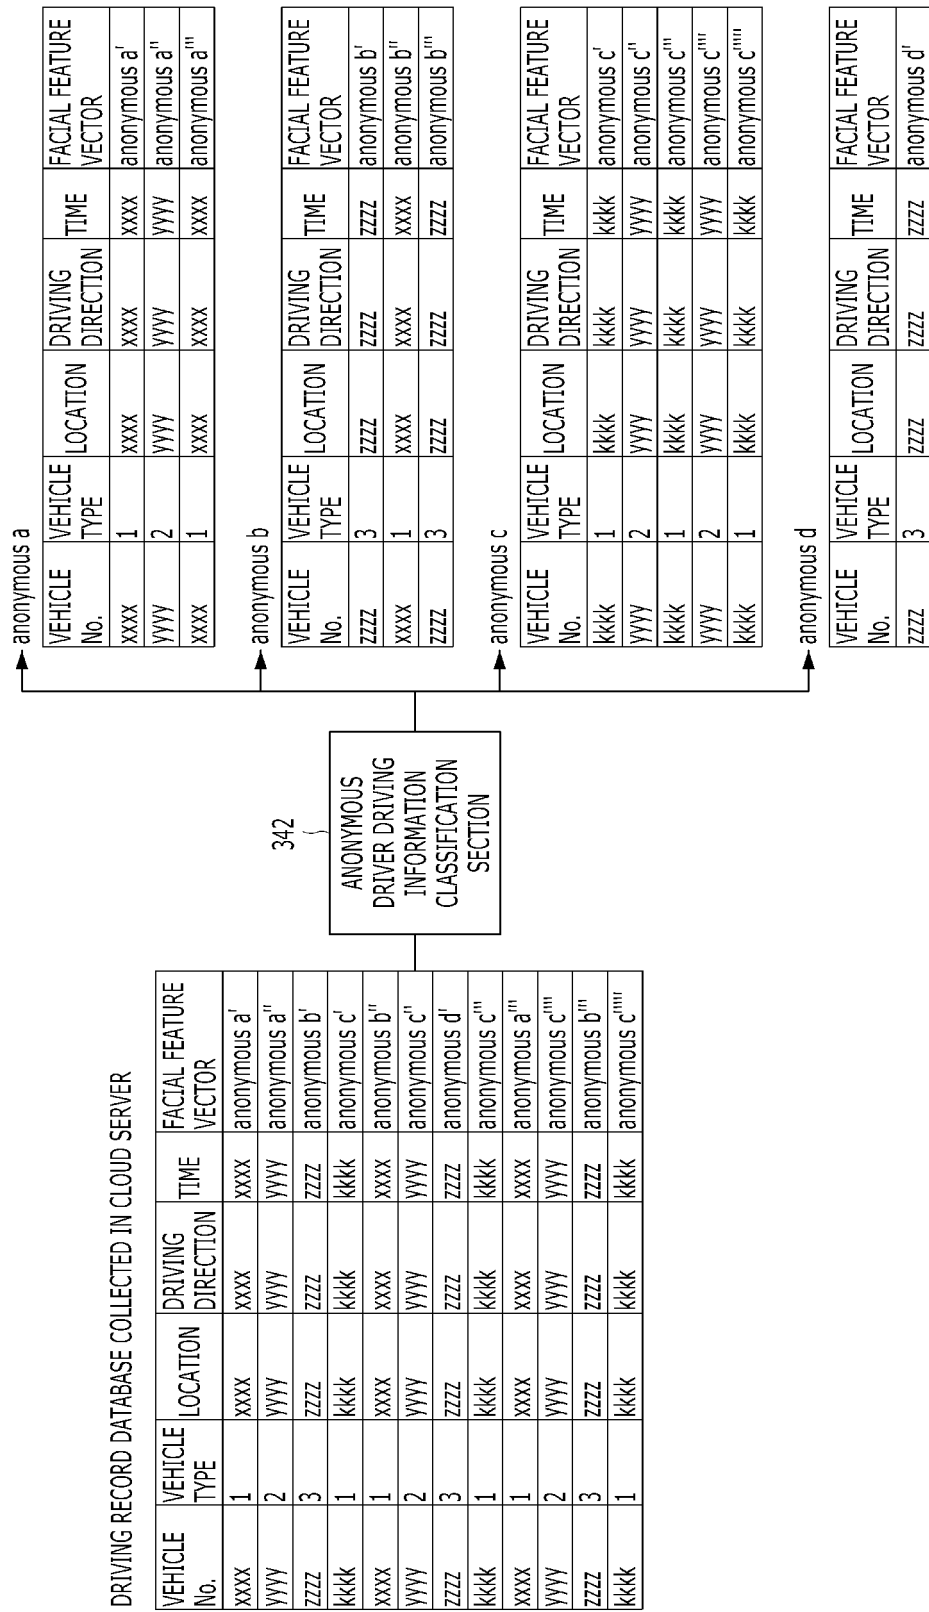 DRIVING RECORD DATABASE COLLECTED IN CLOUD SERVER
VEHICLE No. VEHICLE TYPE LOCATION DRIVING DIRECTION TIME FACIAL FEATURE VECTOR
xxxx 1 xxxx xxxx xxxx anonymous a'
yyyy 2 yyyy yyyy yyyy anonymous a''
zzzz 3 zzzz zzzz zzzz anonymous b'
kkkk 1 kkkk kkkk kkkk anonymous c'
xxxx 1 xxxx xxxx xxxx anonymous b''
yyyy 2 yyyy yyyy yyyy anonymous c''
zzzz 3 zzzz zzzz zzzz anonymous d'
kkkk 1 kkkk kkkk kkkk anonymous c'''
xxxx 1 xxxx xxxx xxxx anonymous a'''
yyyy 2 yyyy yyyy yyyy anonymous c''''
zzzz 3 zzzz zzzz zzzz anonymous b'''
kkkk 1 kkkk kkkk kkkk anonymous c'''''
342
ANONYMOUS
DRIVER DRIVING
INFORMATION
CLASSIFICATION
SECTION
anonymous a
VEHICLE No. VEHICLE TYPE LOCATION DRIVING DIRECTION TIME FACIAL FEATURE VECTOR
xxxx 1 xxxx xxxx xxxx anonymous a'
yyyy 2 yyyy yyyy yyyy anonymous a''
xxxx 1 xxxx xxxx xxxx anonymous a'''
anonymous b
VEHICLE No. VEHICLE TYPE LOCATION DRIVING DIRECTION TIME FACIAL FEATURE VECTOR
zzzz 3 zzzz zzzz zzzz anonymous b'
xxxx 1 xxxx xxxx xxxx anonymous b''
zzzz 3 zzzz zzzz zzzz anonymous b'''
anonymous c
VEHICLE No. VEHICLE TYPE LOCATION DRIVING DIRECTION TIME FACIAL FEATURE VECTOR
kkkk 1 kkkk kkkk kkkk anonymous c'
yyyy 2 yyyy yyyy yyyy anonymous c''
kkkk 1 kkkk kkkk kkkk anonymous c'''
yyyy 2 yyyy yyyy yyyy anonymous c''''
kkkk 1 kkkk kkkk kkkk anonymous c'''''
anonymous d
VEHICLE No. VEHICLE TYPE LOCATION DRIVING DIRECTION TIME FACIAL FEATURE VECTOR
zzzz 3 zzzz zzzz zzzz anonymous d'